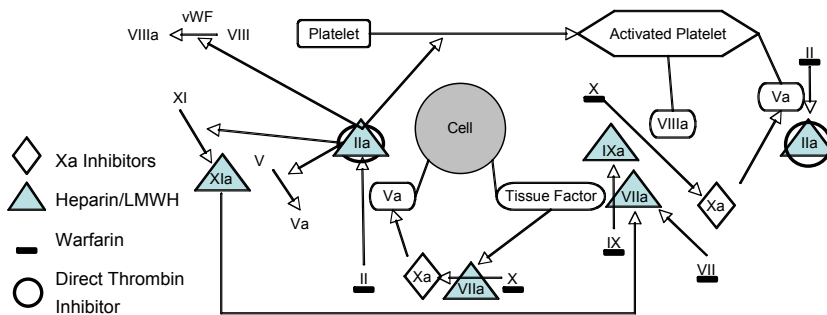 vWF
VIIIa
VIII
Platelet
Activated Platelet
II
XI
X
Va
VIIIa
IIa
Cell
IIa
IXa
XIa
V
Va
Va
Tissue Factor
VIIa
Xa
IX
VII
II
Xa
VIIa
X
Xa Inhibitors
Heparin/LMWH
Warfarin
Direct Thrombin
Inhibitor